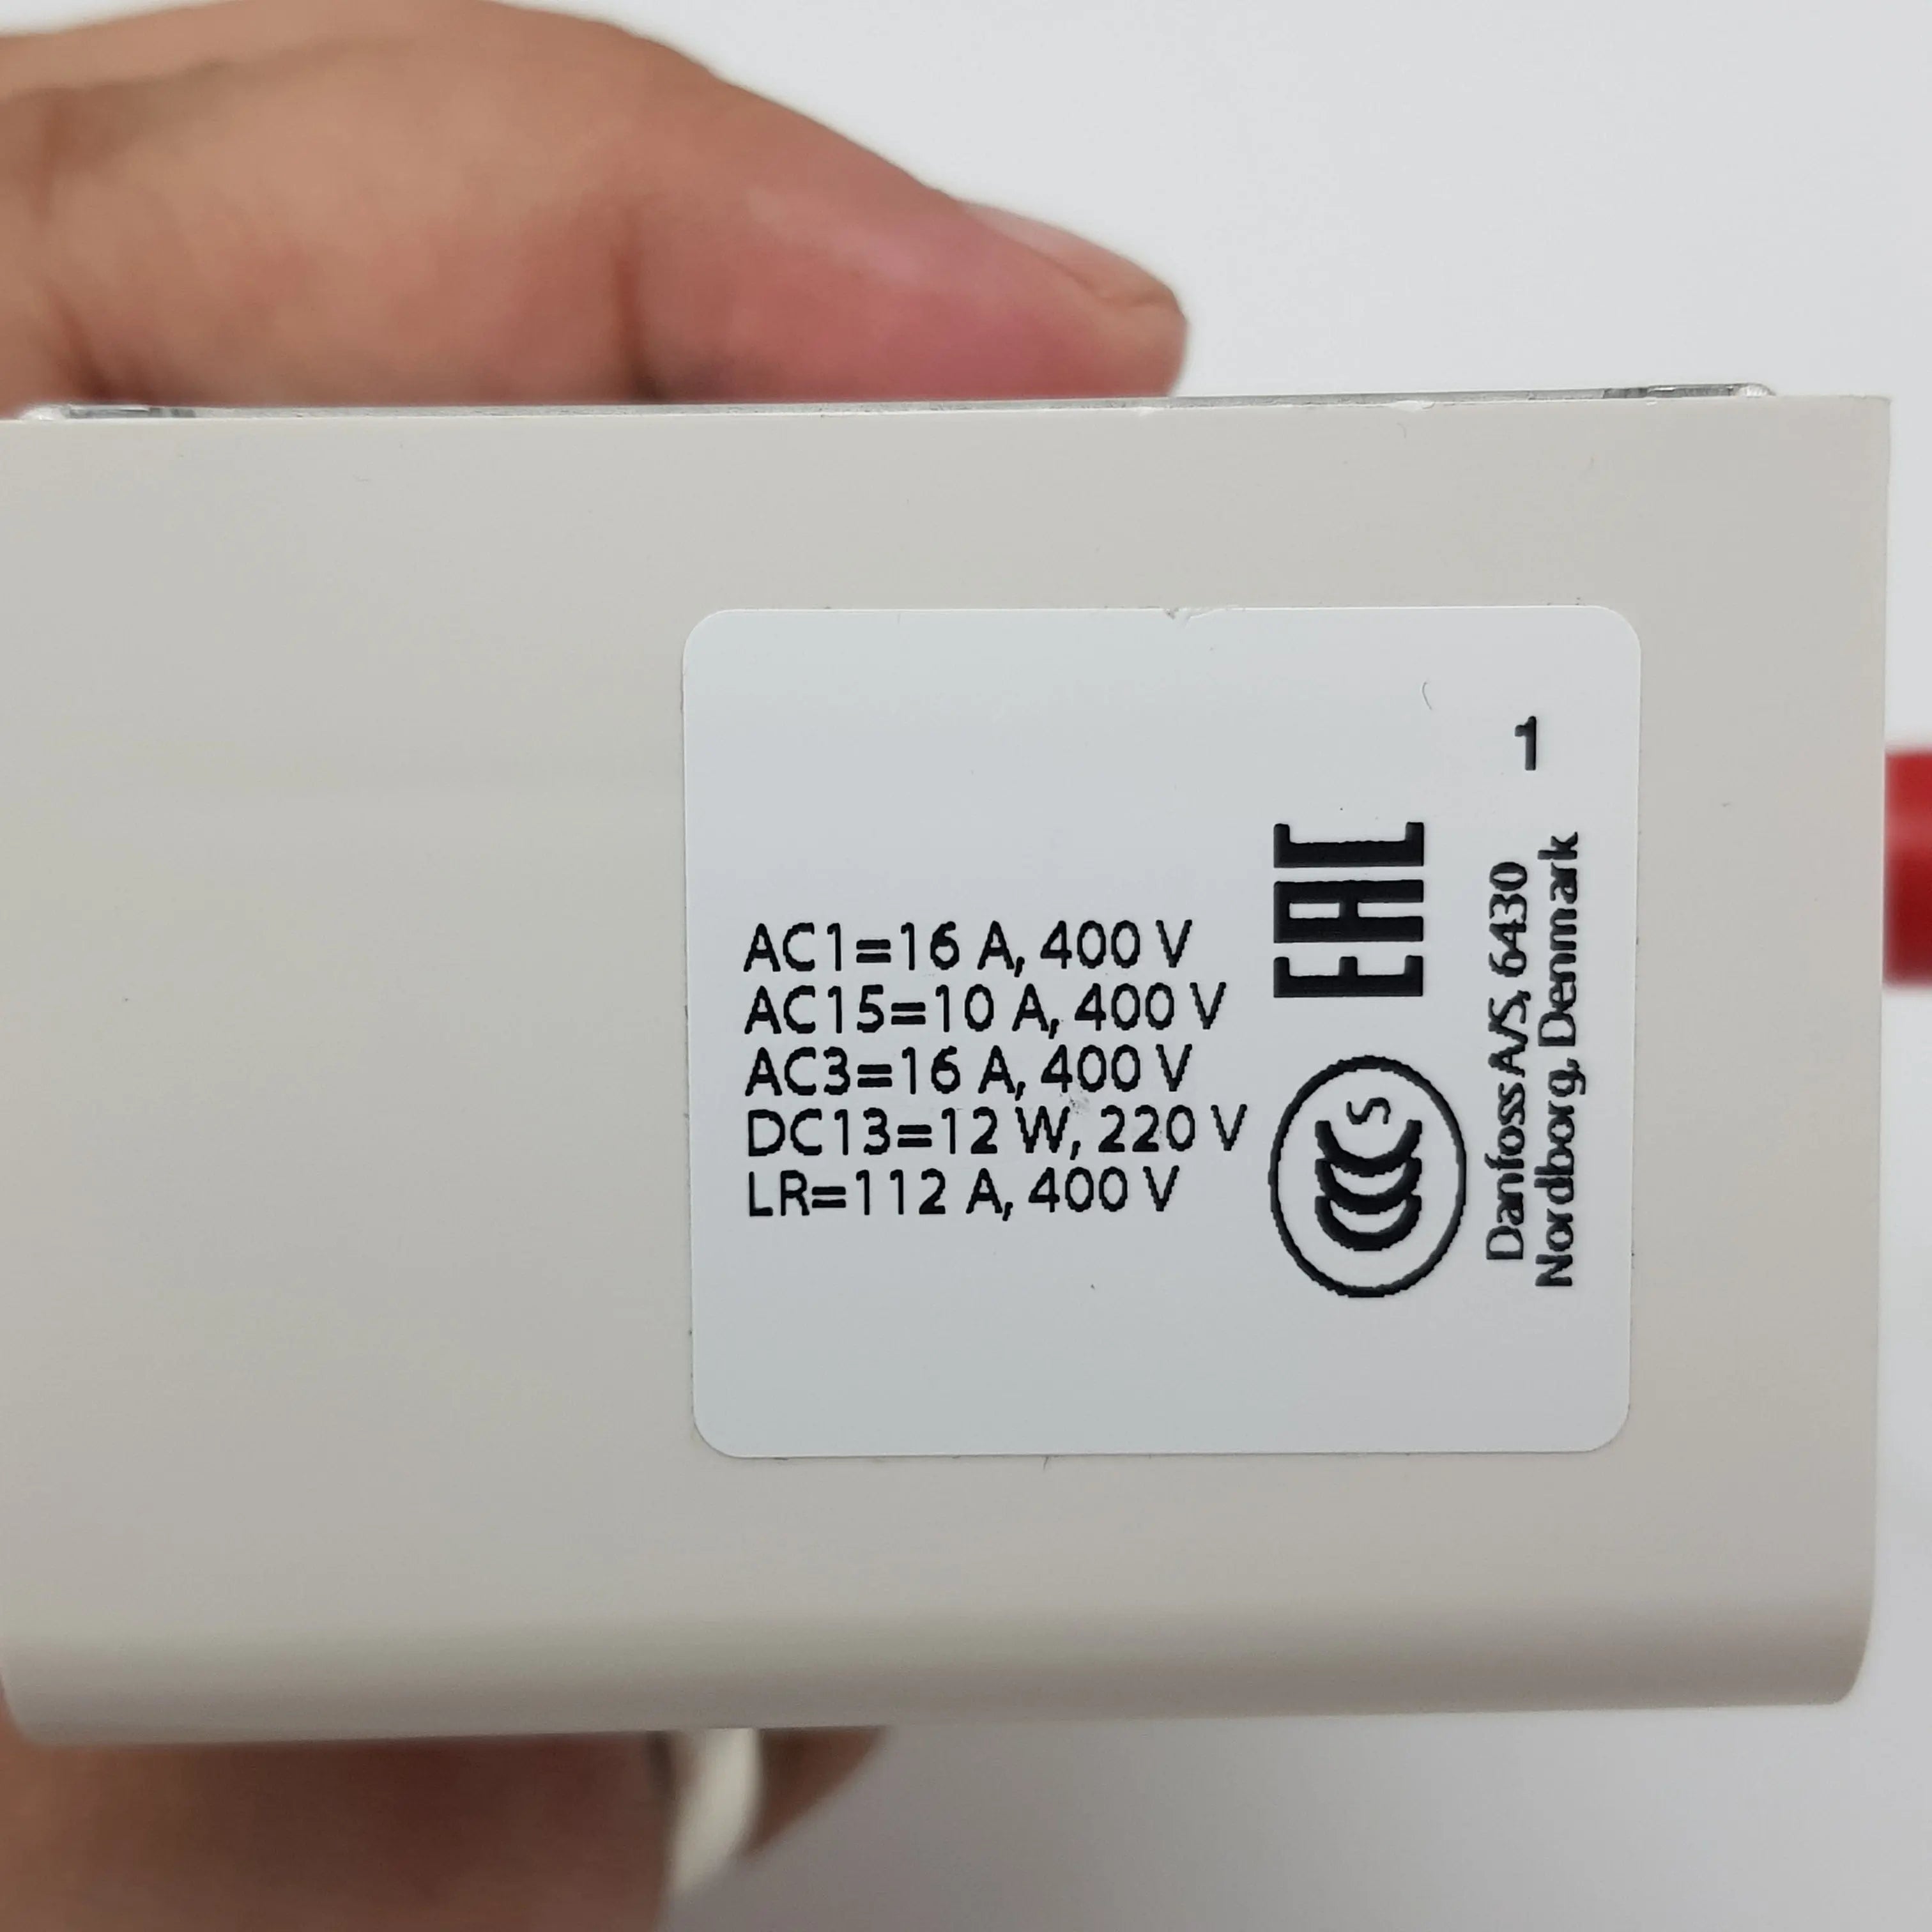 AC1=16 A, 400 V
AC15=10 A, 400 V
AC3=16 A, 400 V
DC13=12 W, 220 V
LR=112 A, 400 V
EAC
CCC S
Danfoss A/S, 6430
Nordborg, Denmark
1